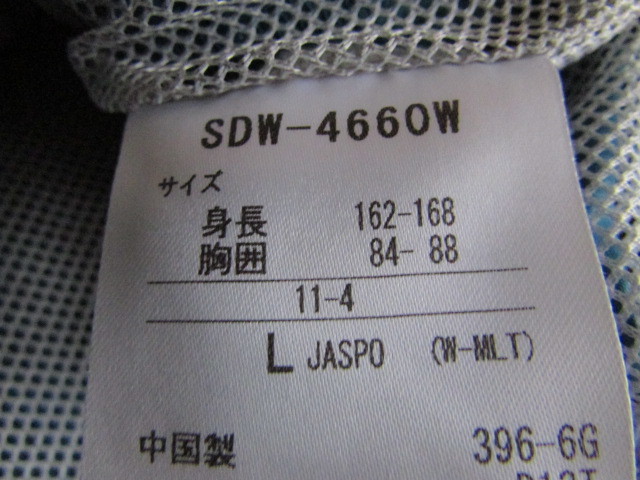 SDW-4660W
サイズ
身長 162-168
胸囲 84-88
11-4
L JASPO (W-MLT)
中国製 396-6G